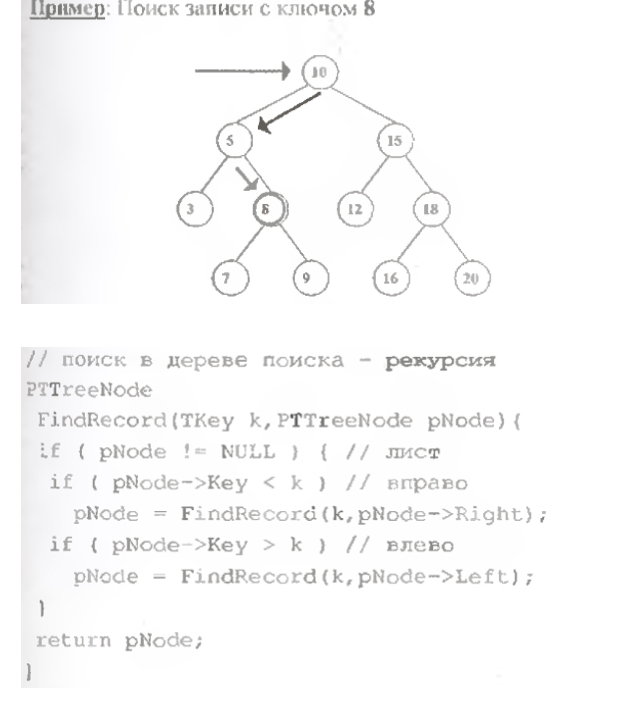 Пример: Поиск записи с ключом 8
10
5
15
3
8
12
18
7
9
16
20
// поиск в дереве поиска - рекурсия
PTTreeNode
FindRecord(TKey k,PTTreeNode pNode){
if ( pNode != NULL ) { // лист
if ( pNode->Key < k ) // вправо
pNode = FindRecord(k,pNode->Right);
if ( pNode->Key > k ) // влево
pNode = FindRecord(k,pNode->Left);
}
return pNode;
}